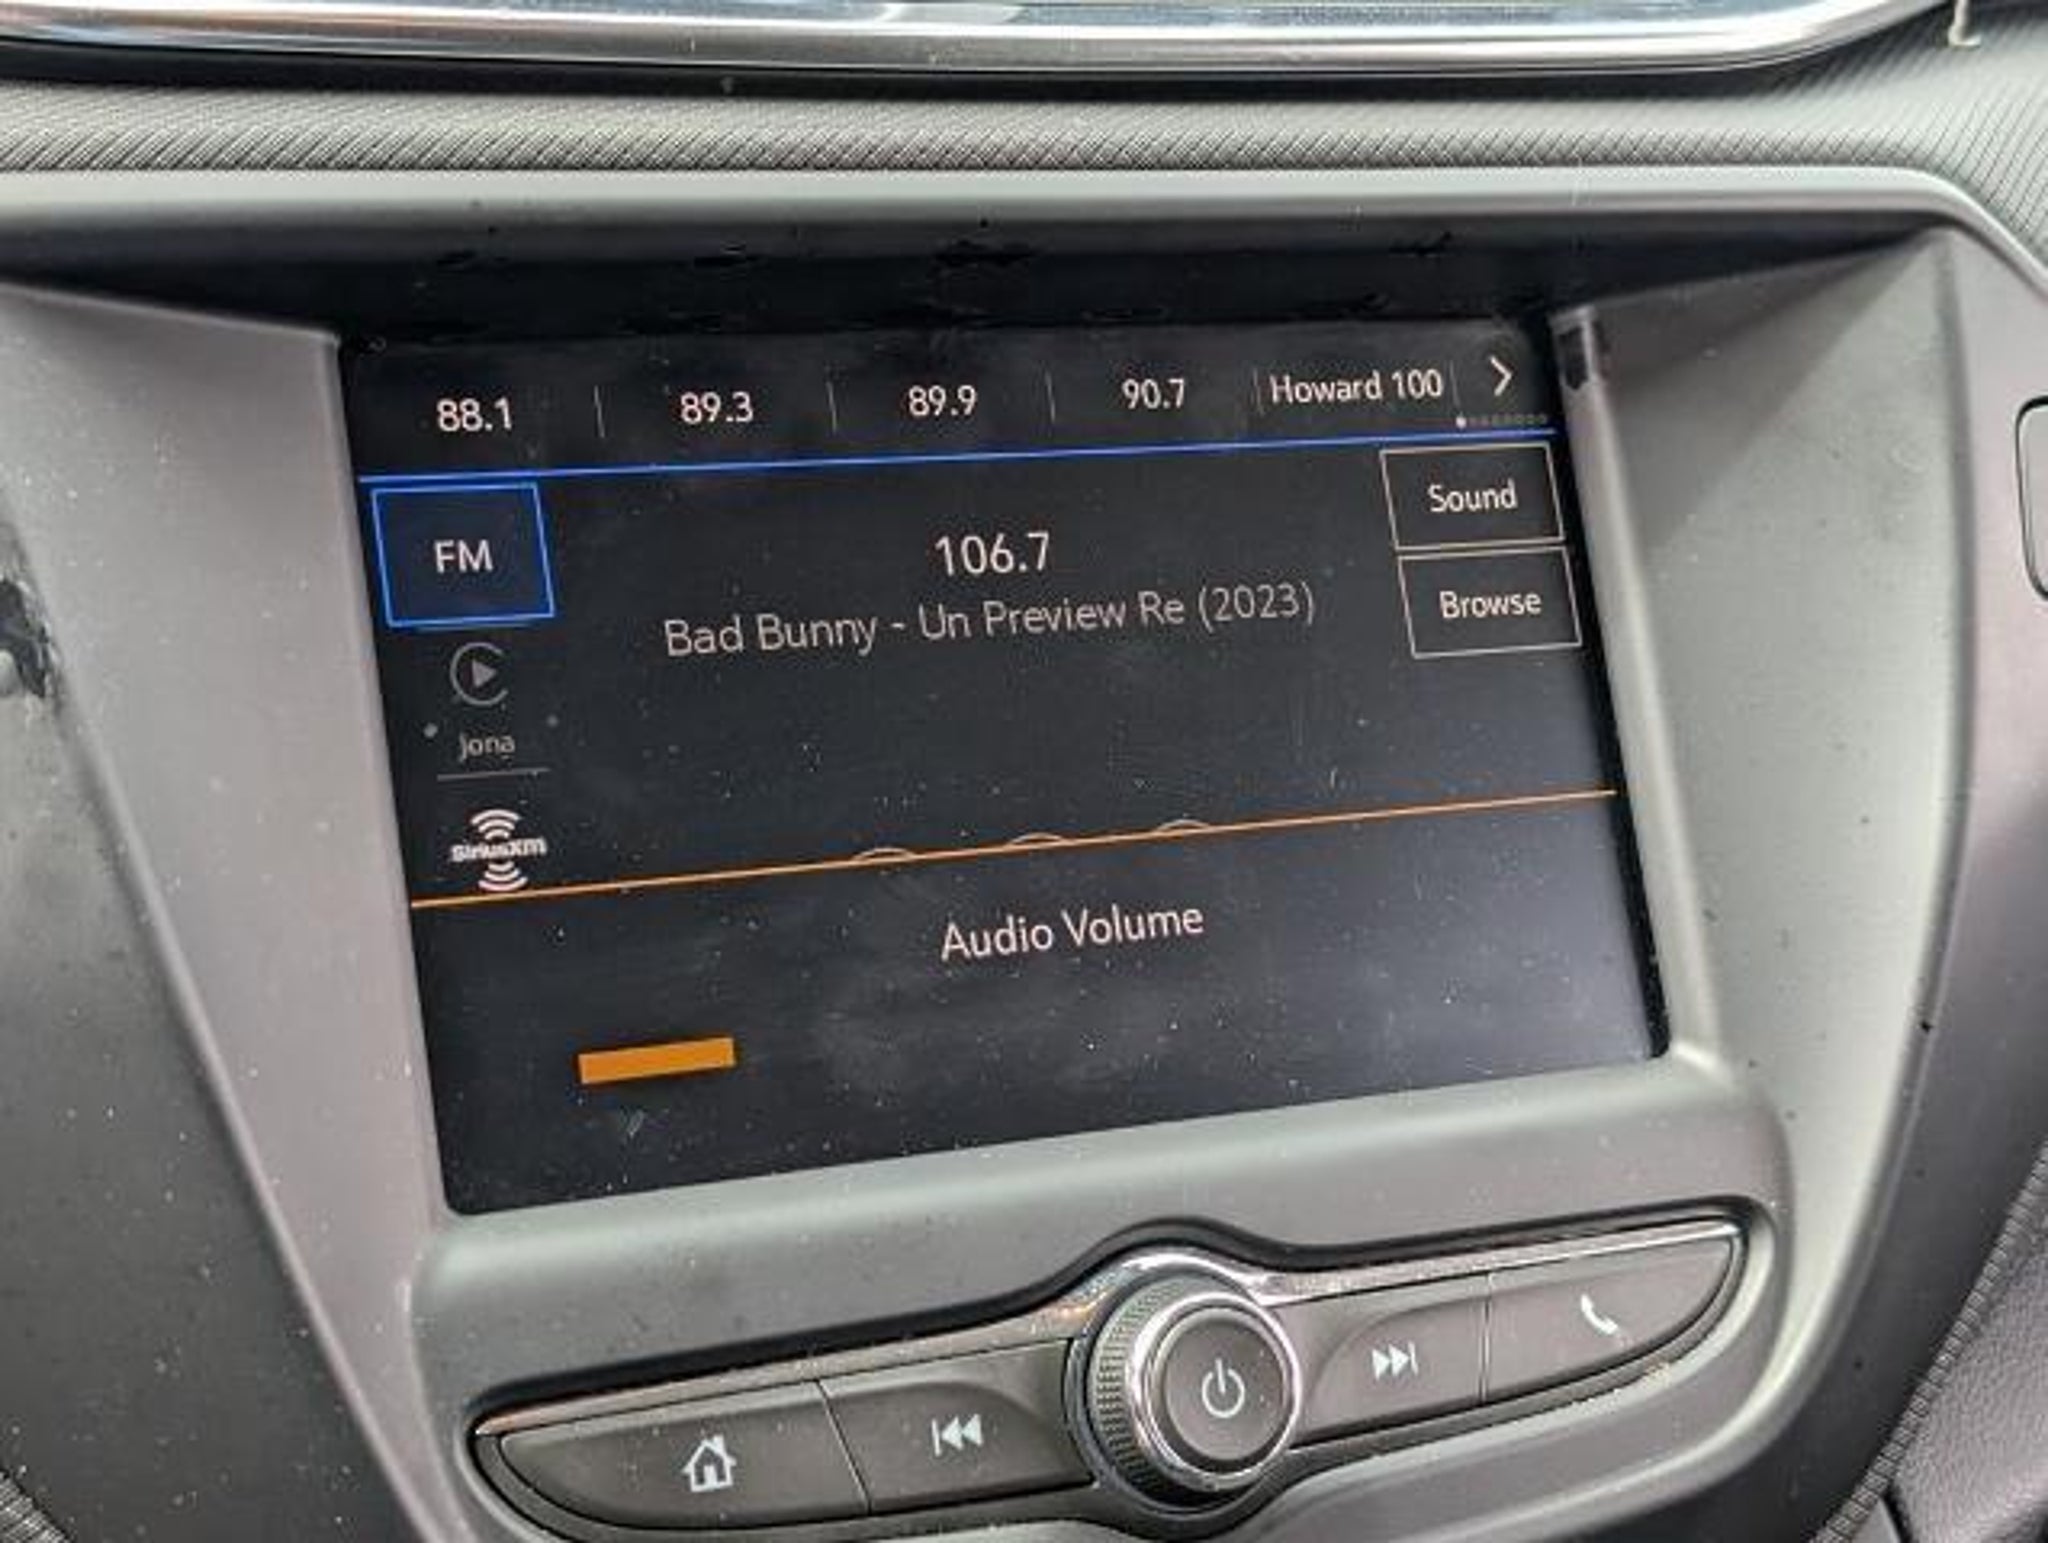 88.1 89.3 89.9 90.7 Howard 100
Sound
FM
106.7
Browse
Bad Bunny - Un Preview Re (2023)
Jona
SiriusXM
Audio Volume